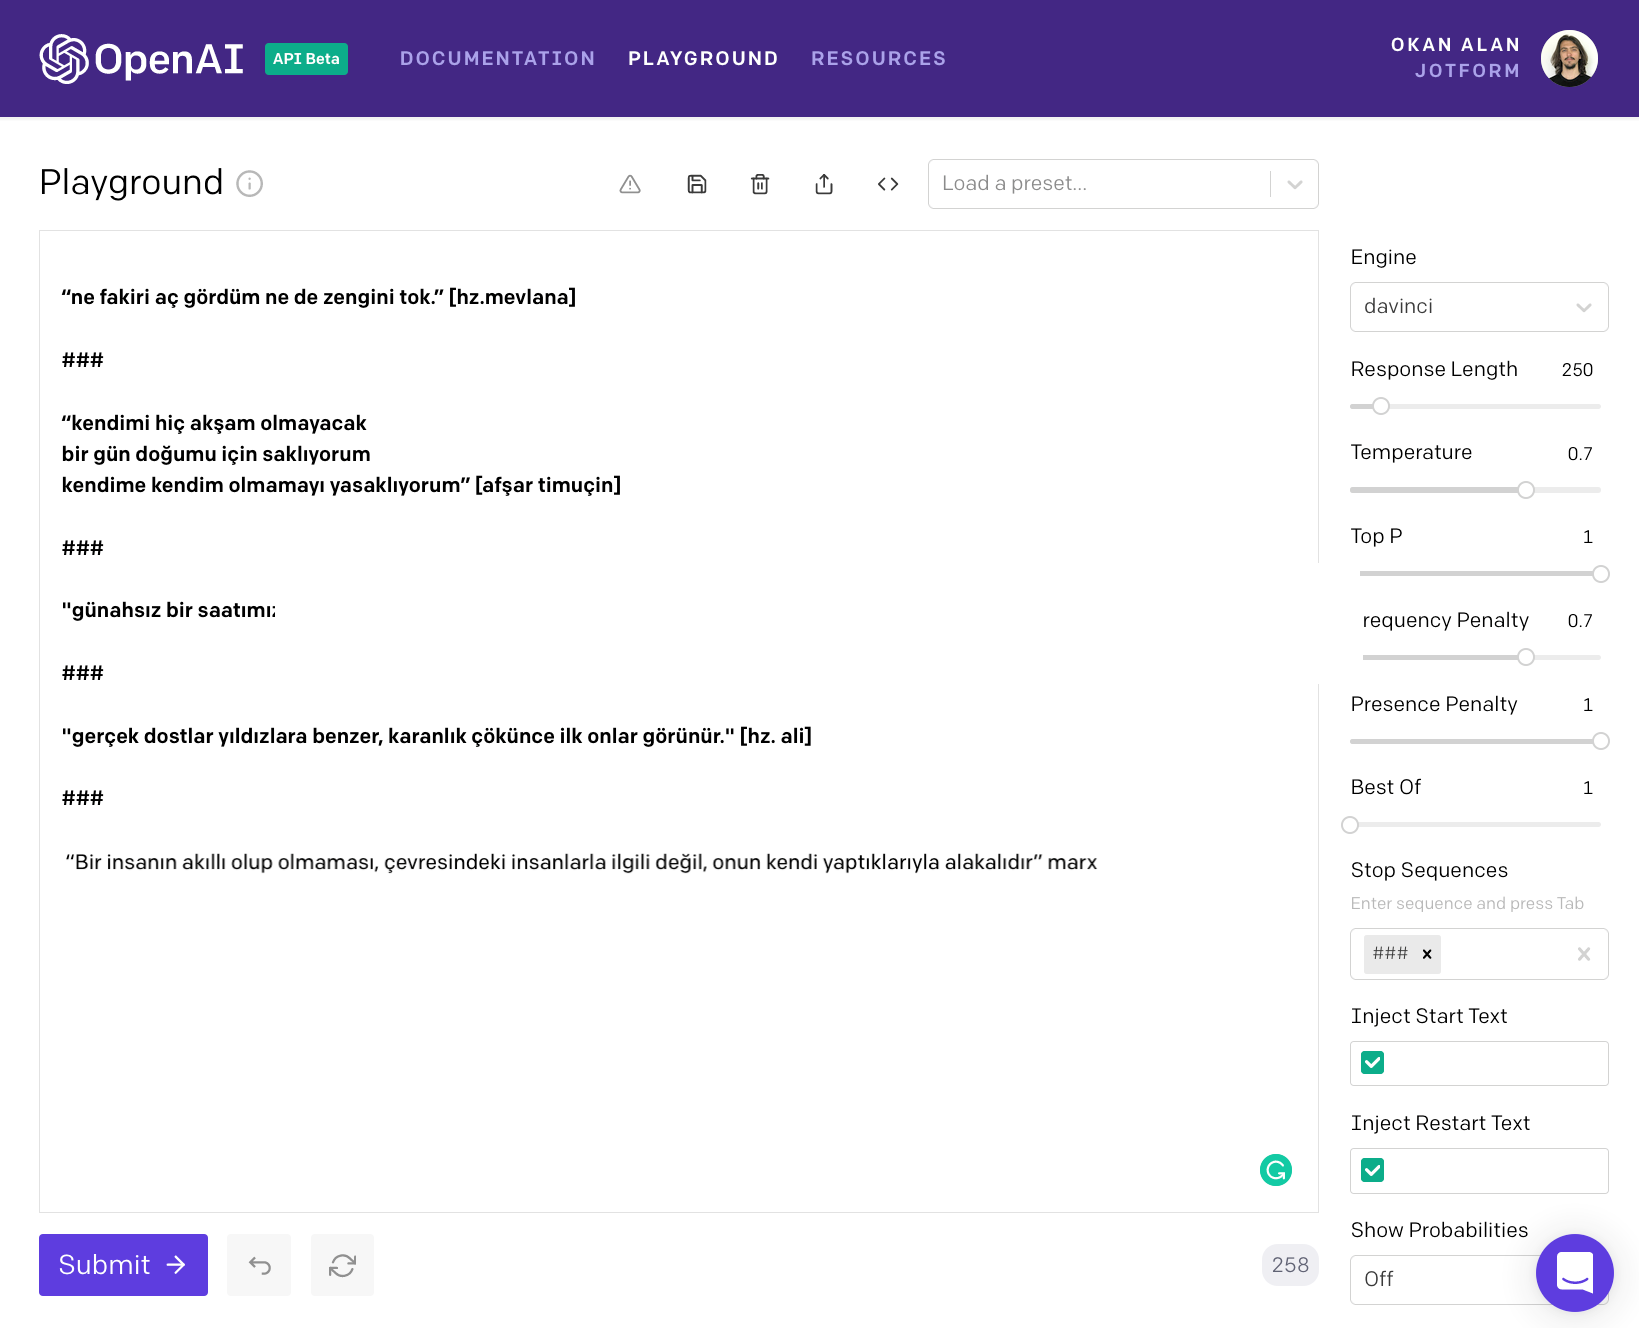 OpenAI API Beta DOCUMENTATION PLAYGROUND RESOURCES OKAN ALAN
JOTFORM
Playground
Load a preset...
“ne fakiri aç gördüm ne de zengini tok.” [hz.mevlana]
###
“kendimi hiç akşam olmayacak
bir gün doğumu için saklıyorum
kendime kendim olmamayı yasaklıyorum” [afşar timuçin]
###
"günahsız bir
###
"gerçek dostlar yıldızlara benzer, karanlık çökünce ilk onlar görünür." [hz. ali]
###
“Bir insanın akıllı olup olmaması, çevresindeki insanlarla ilgili değil, onun kendi yaptıklarıyla alakalıdır” marx
Submit
258
Engine
davinci
Response Length 250
Temperature 0.7
Top P 1
requency Penalty 0.7
Presence Penalty 1
Best Of 1
Stop Sequences
Enter sequence and press Tab
###
Inject Start Text
Inject Restart Text
Show Probabilities
Off